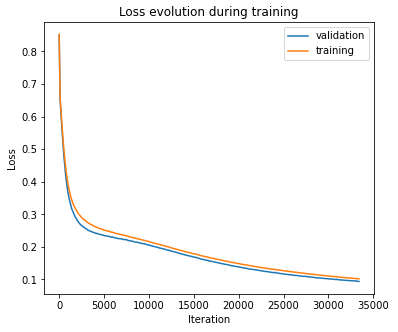 Loss evolution during training
validation
training
Loss
0.8
0.7
0.6
0.5
0.4
0.3
0.2
0.1
0 5000 10000 15000 20000 25000 30000 35000
Iteration